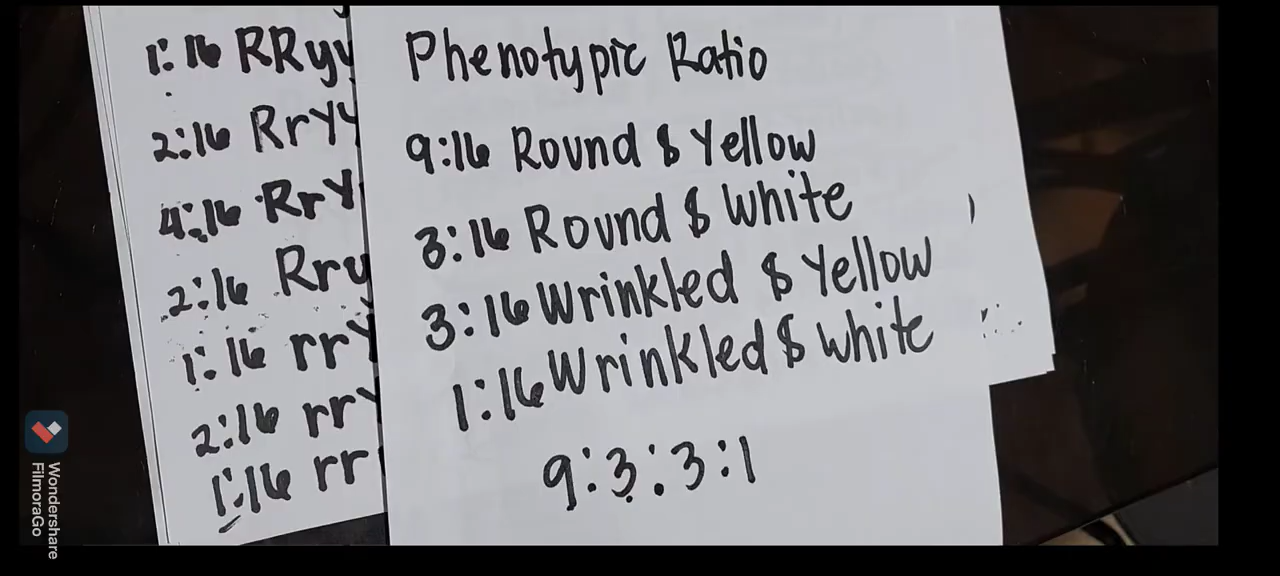 1:16 RRyy
2:16 RrYY
4:16 RrY
2:16 Rry
1:16 rrY
2:16 rrY
1:16 rr
Phenotypic Ratio
9:16 Round & Yellow
3:16 Round & White
3:16 Wrinkled & Yellow
1:16 Wrinkled & White
9:3:3:1
Wondershare
FilmoraGo